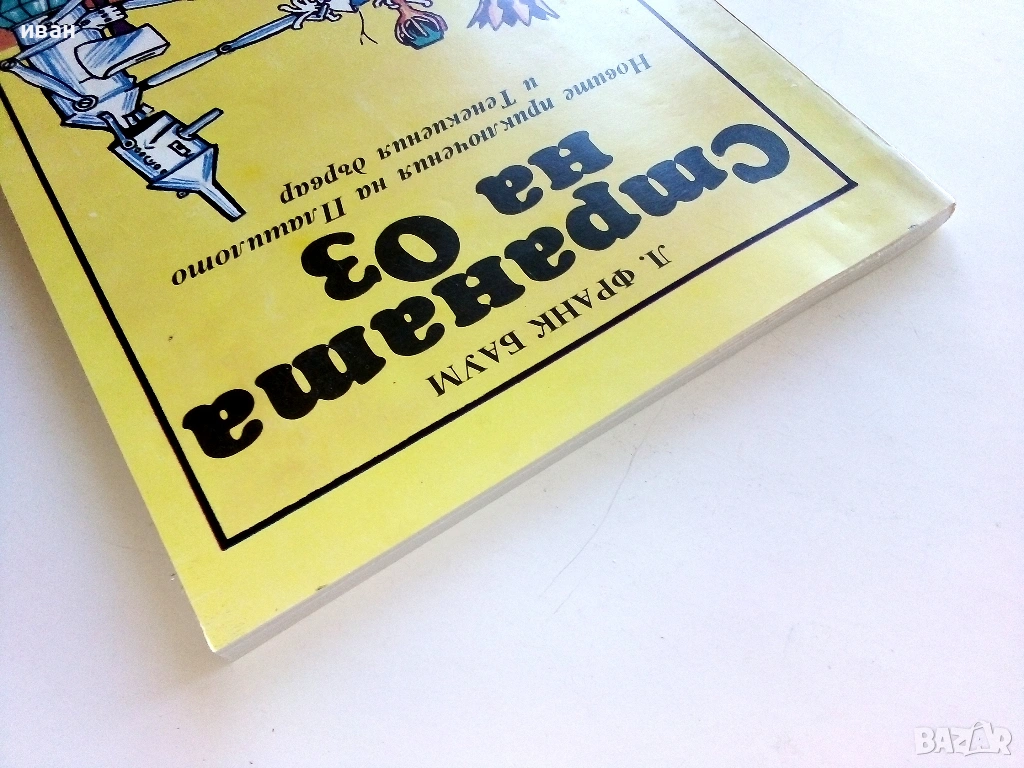 Л. ФРАНК БАУМ
Страната
на ОЗ
Новите приключения на Плашилото
и Тенекиения дървар
иван
BAZAR